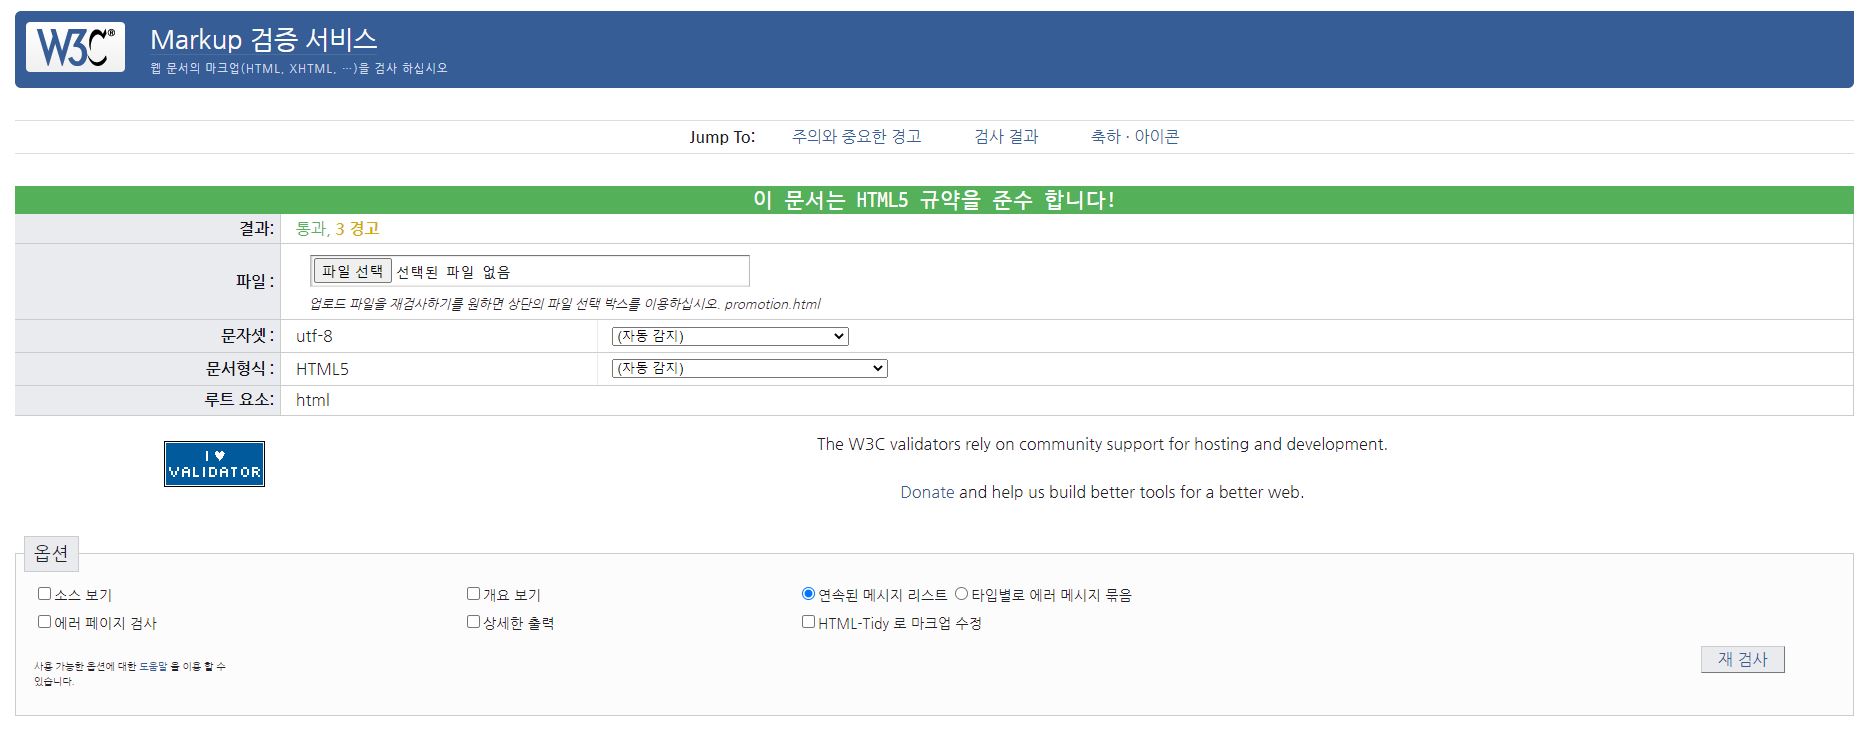 W3C®
Markup 검증 서비스
웹 문서의 마크업(HTML, XHTML, …)을 검사 하십시오
Jump To: 주의와 중요한 경고 검사 결과 축하 · 아이콘
이 문서는 HTML5 규약을 준수 합니다!
결과: 통과, 3 경고
파일 : 파일 선택 선택된 파일 없음
업로드 파일을 재검사하기를 원하면 상단의 파일 선택 박스를 이용하십시오. promotion.html
문자셋 : utf-8 (자동 감지)
문서형식 : HTML5 (자동 감지)
루트 요소: html
I ♥
VALIDATOR
The W3C validators rely on community support for hosting and development.
Donate and help us build better tools for a better web.
옵션
소스 보기 개요 보기 연속된 메시지 리스트 타입별로 에러 메시지 묶음
에러 페이지 검사 상세한 출력 HTML-Tidy 로 마크업 수정
사용 가능한 옵션에 대한 도움말 을 이용 할 수
있습니다.
재 검사